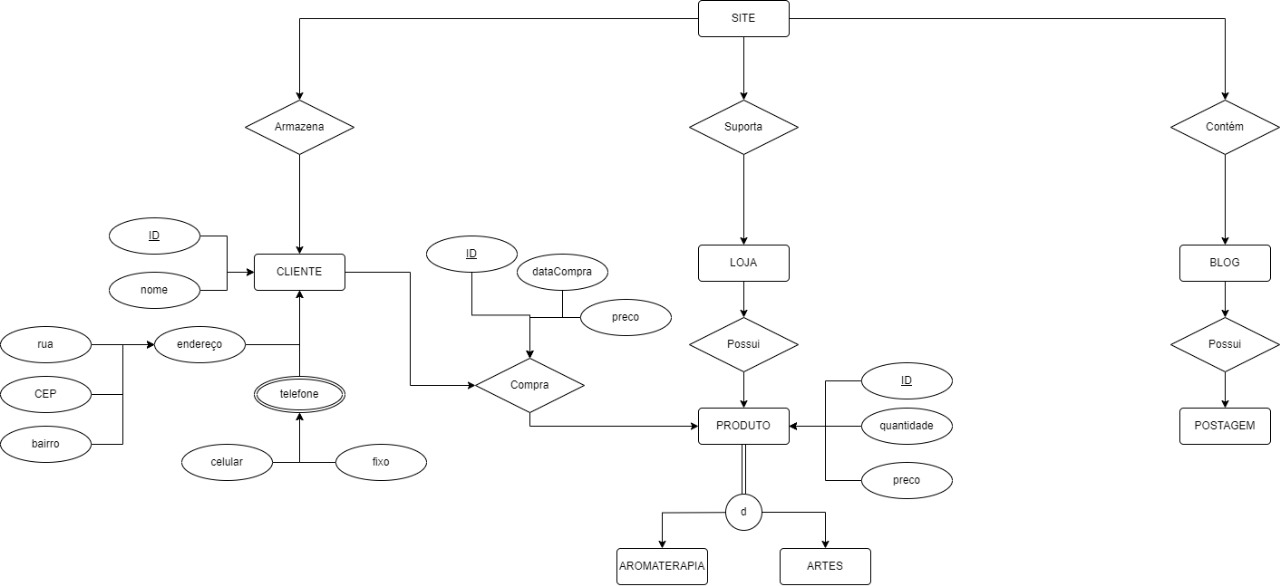 SITE
Armazena
Suporta
Contém
ID
nome
CLIENTE
ID
dataCompra
preco
LOJA
BLOG
rua
endereço
CEP
bairro
telefone
celular
fixo
Compra
Possui
Possui
PRODUTO
ID
quantidade
preco
POSTAGEM
d
AROMATERAPIA
ARTES